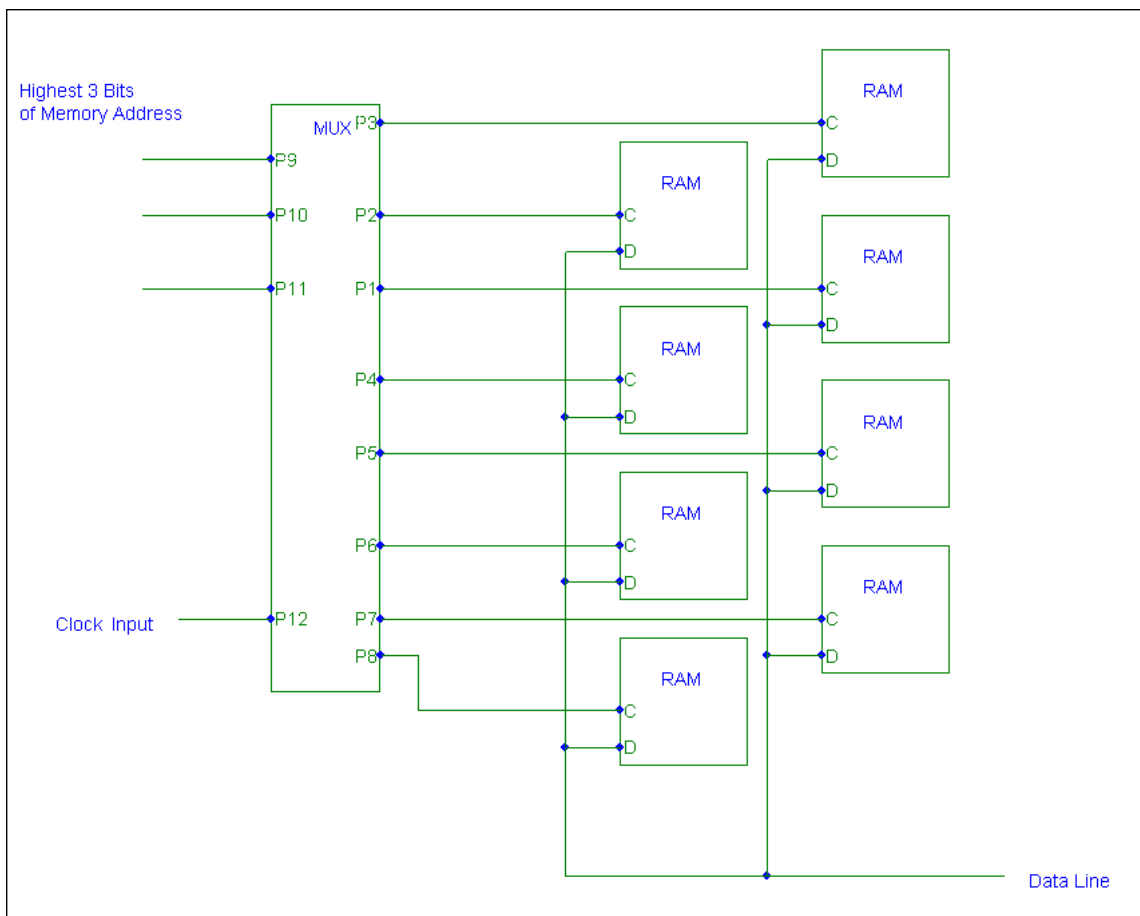 Highest 3 Bits
of Memory Address
MUX
P3
P9
P10
P2
P11
P1
P4
P5
P6
P12
P7
P8
Clock Input
RAM
C
D
RAM
C
D
RAM
C
D
RAM
C
D
RAM
C
D
RAM
C
D
RAM
C
D
RAM
C
D
Data Line